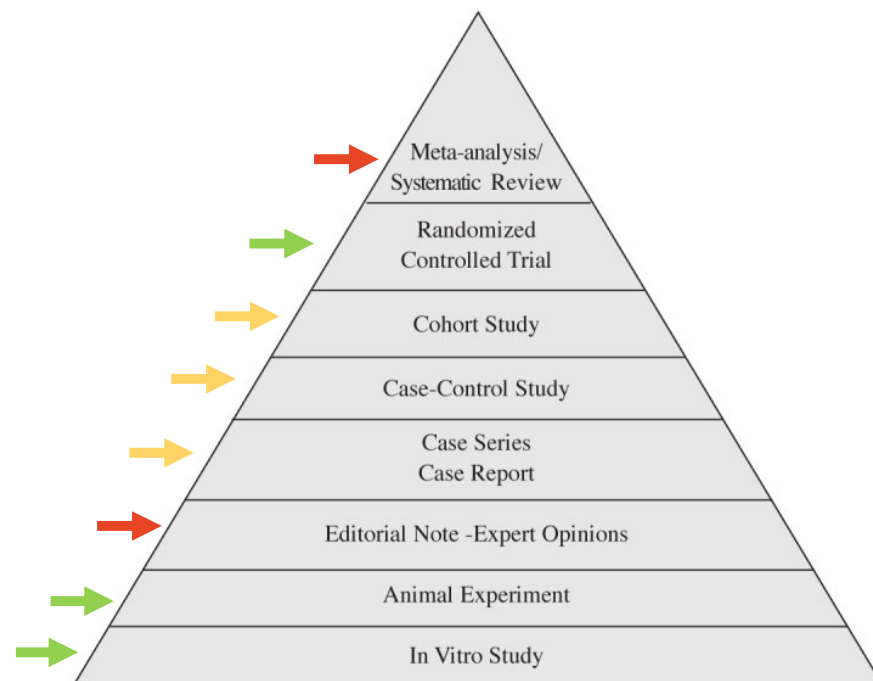 Meta-analysis/
Systematic Review
Randomized
Controlled Trial
Cohort Study
Case-Control Study
Case Series
Case Report
Editorial Note -Expert Opinions
Animal Experiment
In Vitro Study